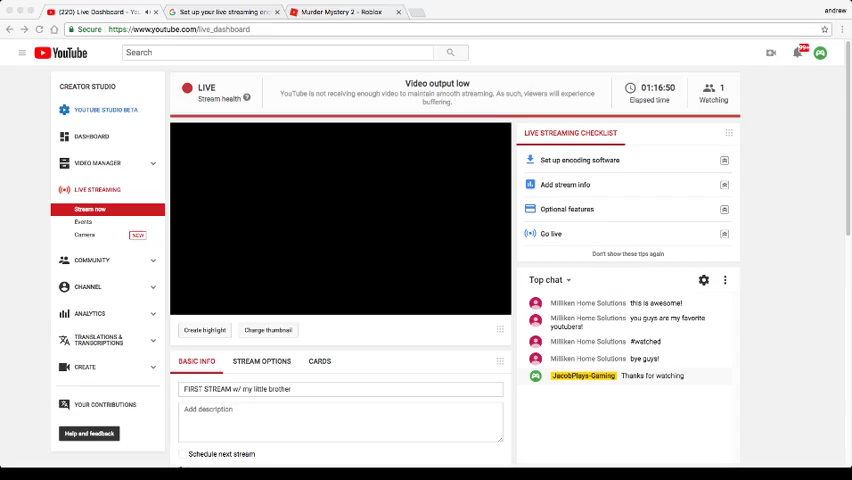 (220) Live Dashboard - You
Set up your live streaming en
Murder Mystery 2 - Roblox
andrew
Secure
https://www.youtube.com/live_dashboard
YouTube
Search
99+
CREATOR STUDIO
YOUTUBE STUDIO BETA
DASHBOARD
VIDEO MANAGER
LIVE STREAMING
Stream now
Events
Camera
NEW
COMMUNITY
CHANNEL
ANALYTICS
TRANSLATIONS &
TRANSCRIPTIONS
CREATE
YOUR CONTRIBUTIONS
Help and feedback
LIVE
Stream health
Video output low
YouTube is not receiving enough video to maintain smooth streaming. As such, viewers will experience
buffering.
01:16:50
Elapsed time
1
Watching
Create highlight
Change thumbnail
BASIC INFO
STREAM OPTIONS
CARDS
FIRST STREAM w/ my little brother
Add description
Schedule next stream
LIVE STREAMING CHECKLIST
Set up encoding software
Add stream info
Optional features
Go live
Don't show these tips again
Top chat
Milliken Home Solutions this is awesome!
Milliken Home Solutions you guys are my favorite
youtubers!
Milliken Home Solutions #watched
Milliken Home Solutions bye guys!
JacobPlays-Gaming Thanks for watching